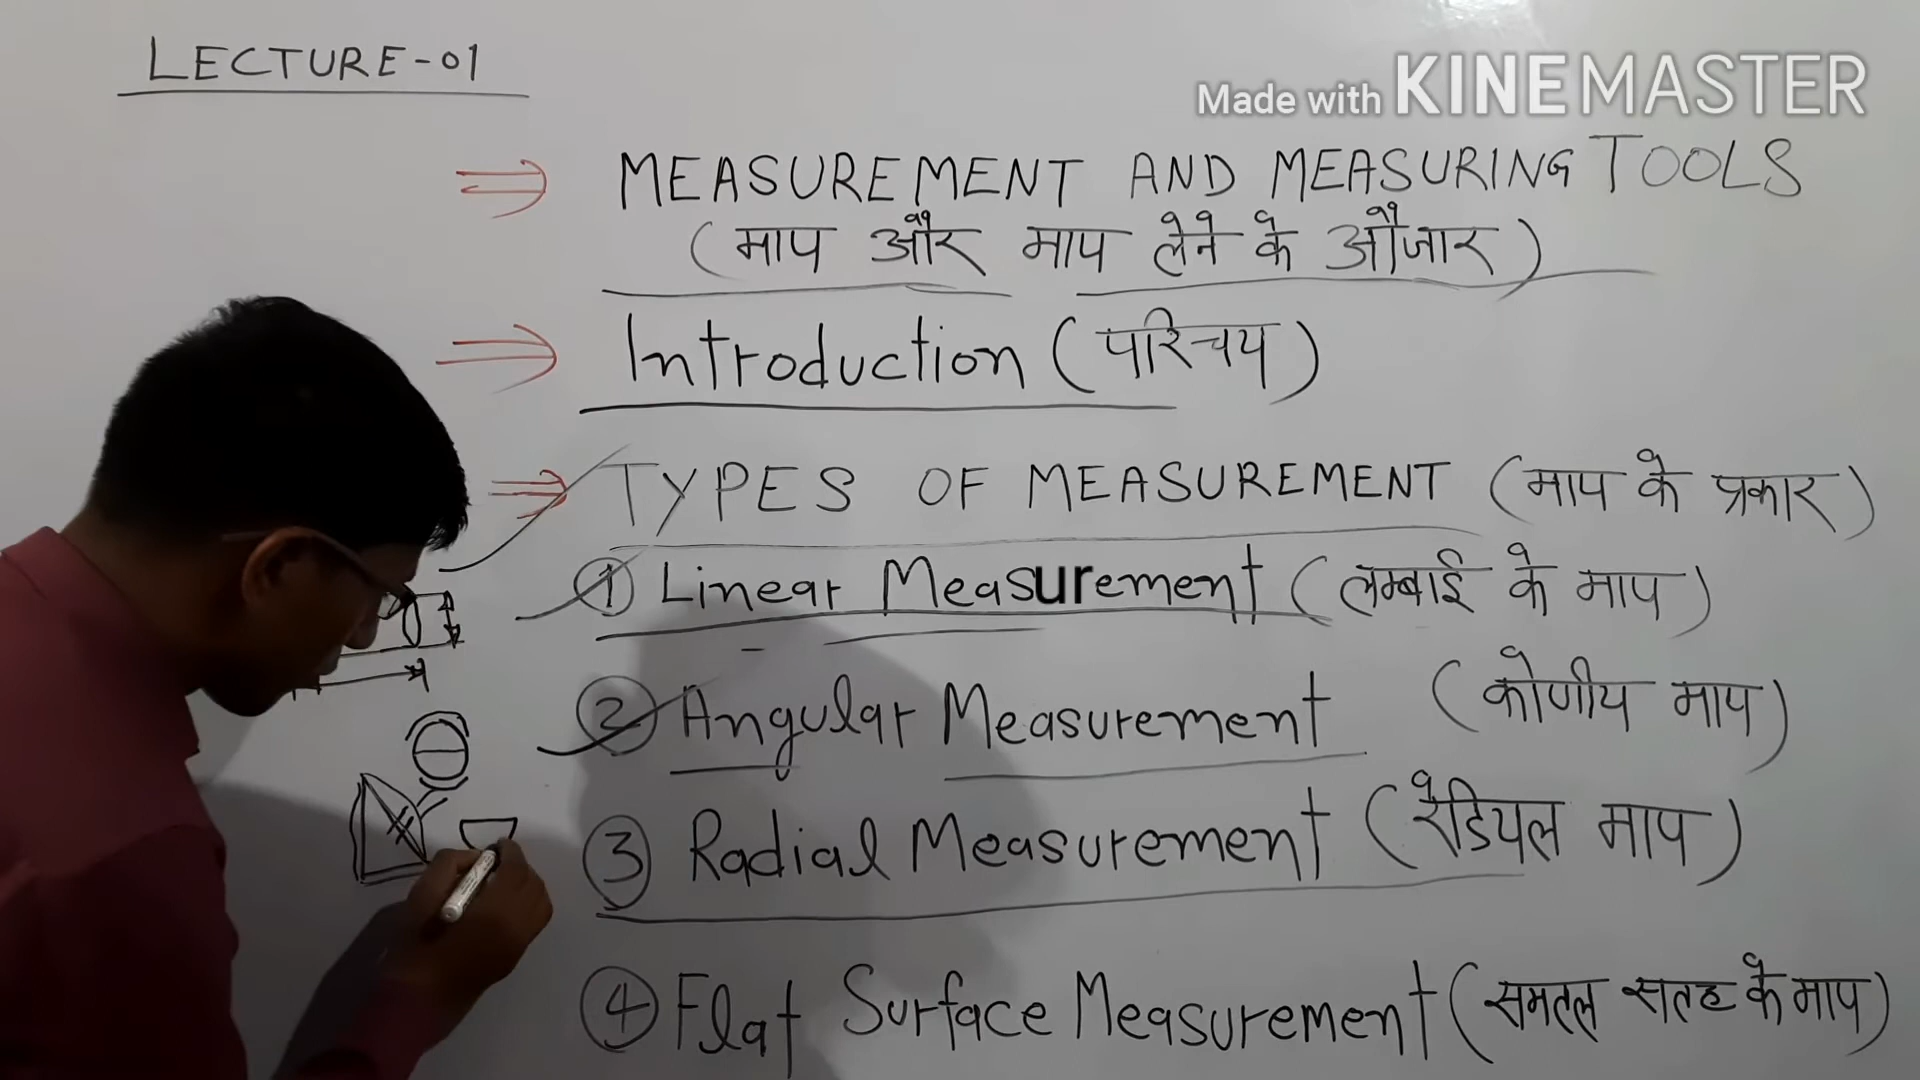 LECTURE-01
Made with KINEMASTER
MEASUREMENT AND MEASURING TOOLS
(माप और माप लेने के औजार)
Introduction (परिचय)
TYPES OF MEASUREMENT (माप के प्रकार)
① Linear Measurement (लम्बाई के माप)
② Angular Measurement (कोणीय माप)
③ Radial Measurement (रेडियल माप)
④ Flat Surface Measurement (समतल सतह के माप)